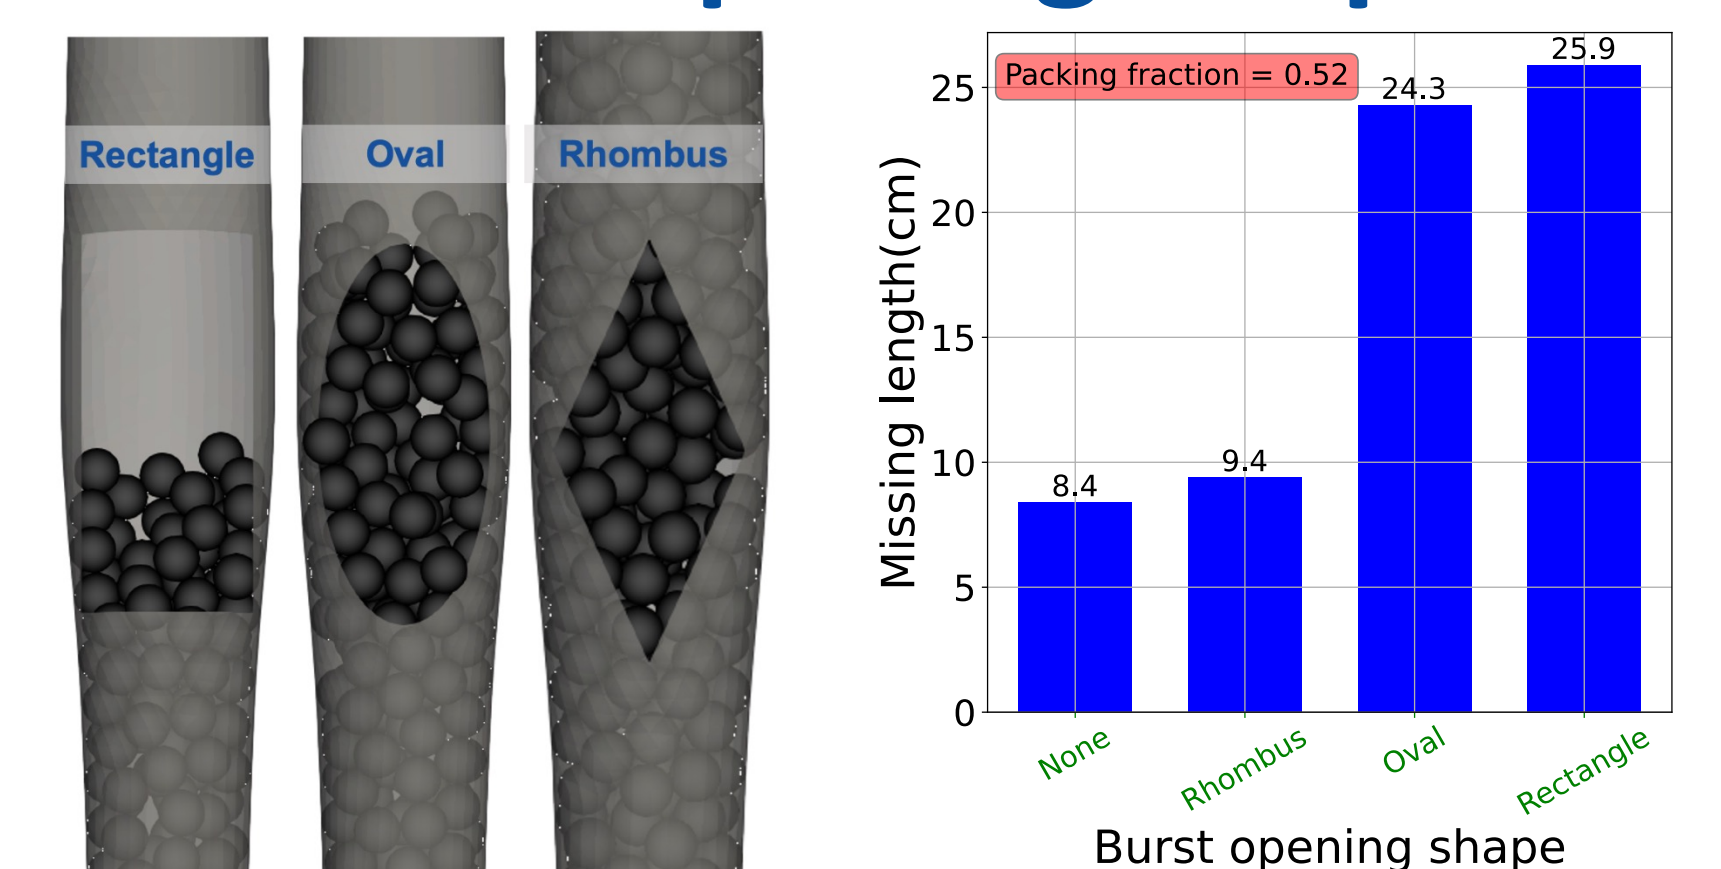 Rectangle
Oval
Rhombus
Packing fraction = 0.52
8.4
9.4
24.3
25.9
Missing length(cm)
25
20
15
10
5
0
None
Rhombus
Oval
Rectangle
Burst opening shape